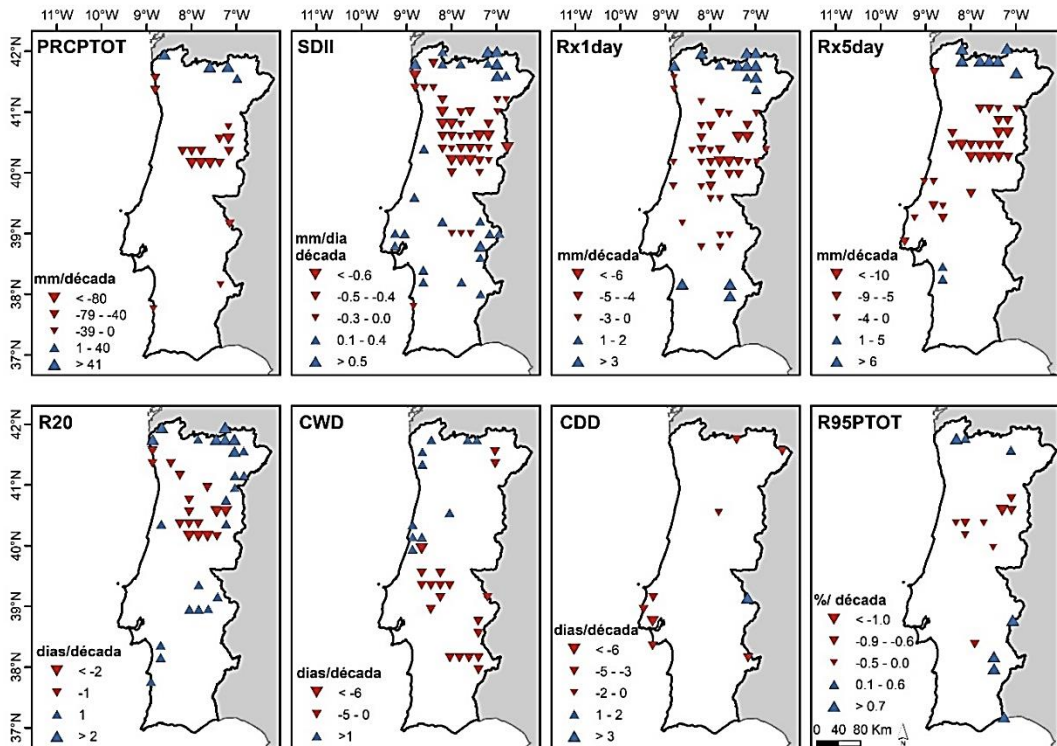 11°W 9°W 8°W 7°W 11°W 9°W 8°W 7°W 11°W 9°W 8°W 7°W 11°W 9°W 8°W 7°W
42°N
41°N
40°N
39°N
38°N
37°N
PRCPTOT
mm/década
< -80
-79 - -40
-39 - 0
1 - 40
> 41
SDII
mm/dia
década
< -0.6
-0.5 - -0.4
-0.3 - 0.0
0.1 - 0.4
> 0.5
Rx1day
mm/década
< -6
-5 - -4
-3 - 0
1 - 2
> 3
Rx5day
mm/década
< -10
-9 - -5
-4 - 0
1 - 5
> 6
42°N
41°N
40°N
39°N
38°N
37°N
R20
dias/década
< -2
-1
1
> 2
CWD
dias/década
< -6
-5 - 0
>1
CDD
dias/década
< -6
-5 - -3
-2 - 0
1 - 2
> 3
R95PTOT
%/ década
< -1.0
-0.9 - -0.6
-0.5 - 0.0
0.1 - 0.6
> 0.7
0 40 80 Km